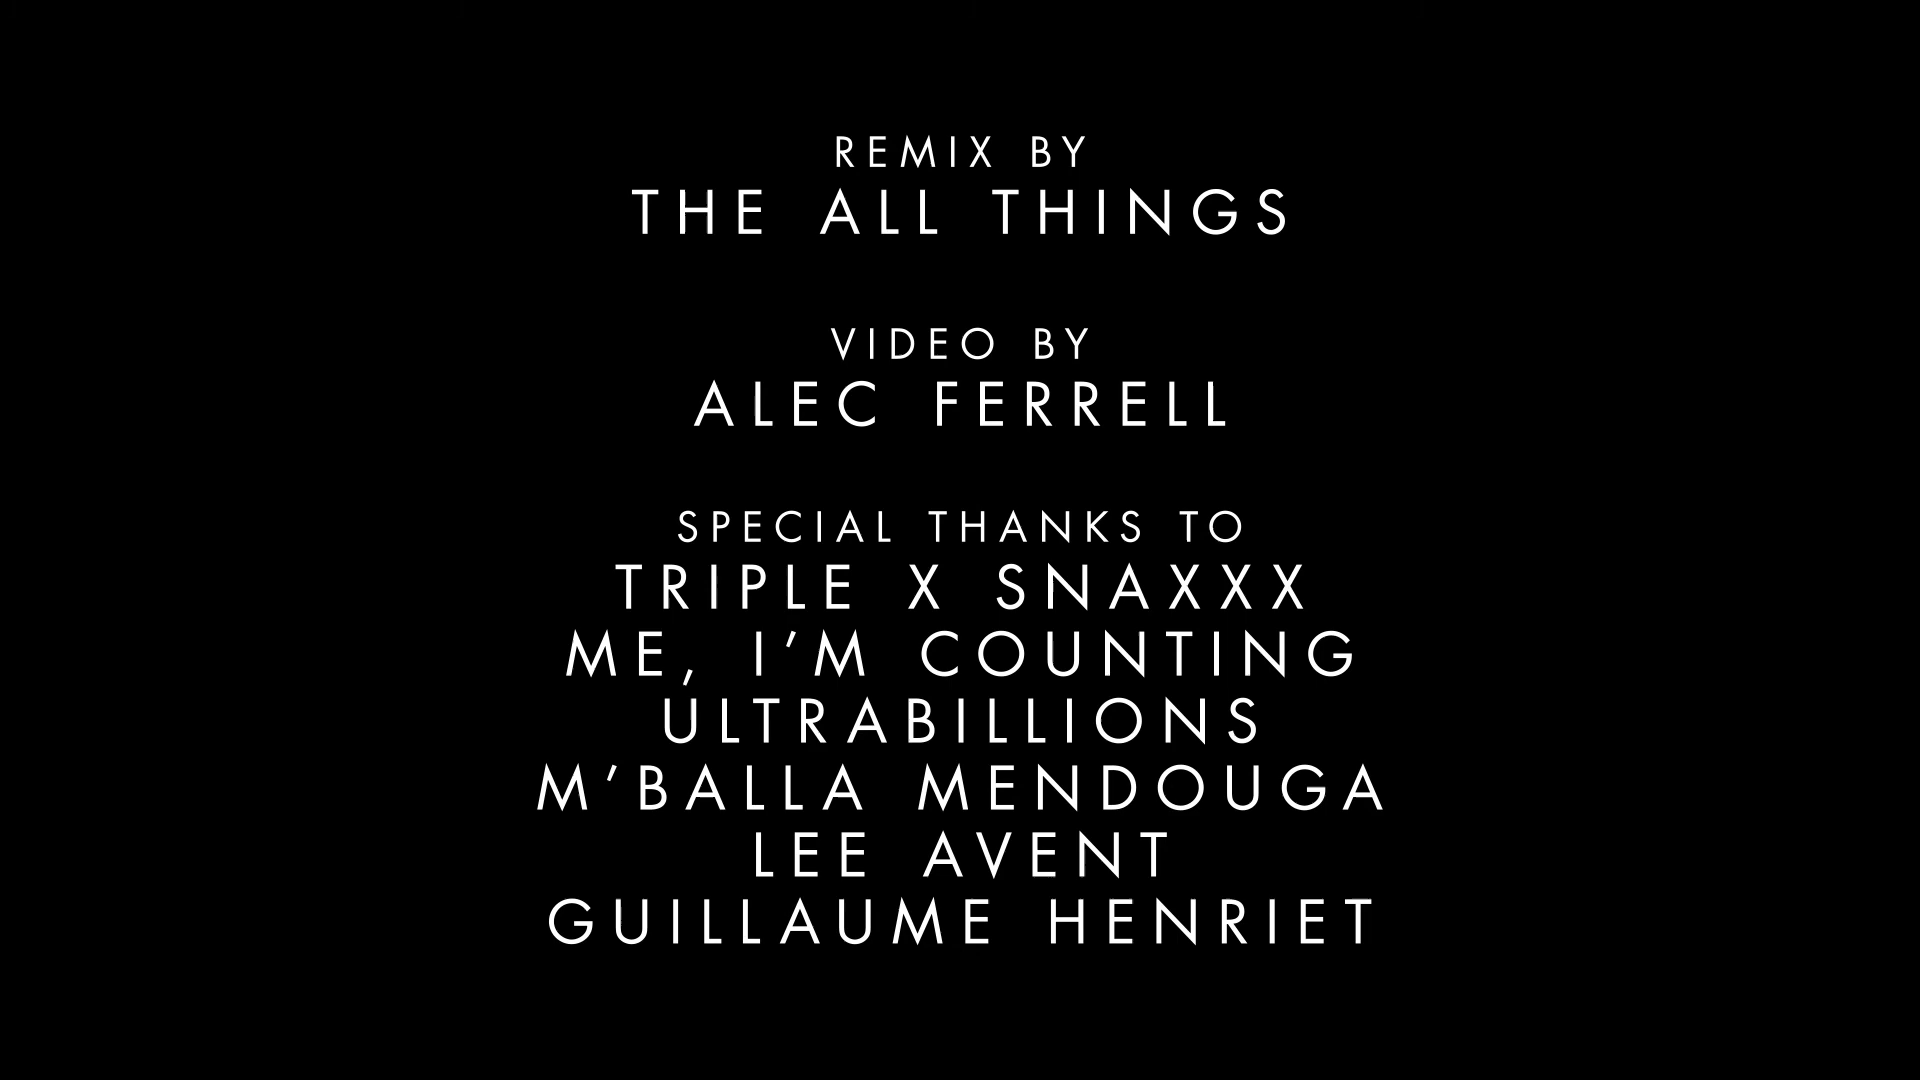 REMIX BY
THE ALL THINGS
VIDEO BY
ALEC FERRELL
SPECIAL THANKS TO
TRIPLE X SNAXXX
ME, I’M COUNTING
ULTRABILLIONS
M’BALLA MENDOUGA
LEE AVENT
GUILLAUME HENRIET